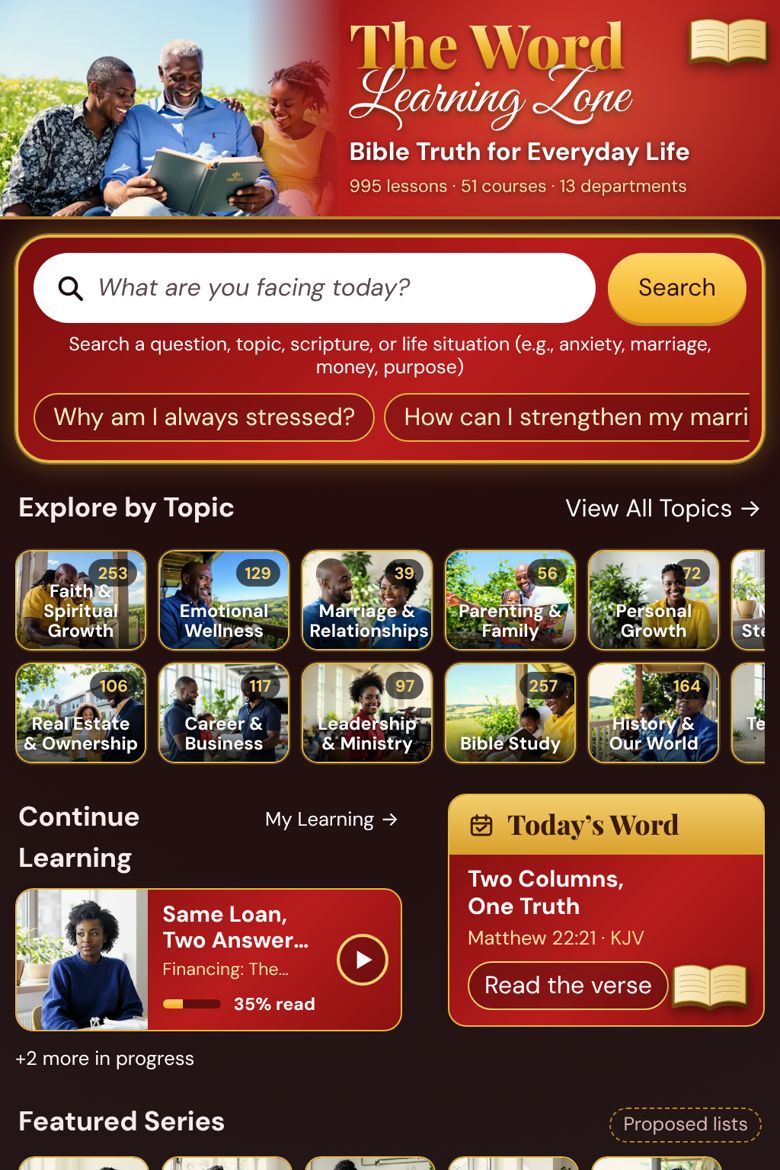 The Word
Learning Zone
Bible Truth for Everyday Life
995 lessons · 51 courses · 13 departments
What are you facing today?
Search
Search a question, topic, scripture, or life situation (e.g., anxiety, marriage,
money, purpose)
Why am I always stressed?
How can I strengthen my marri
Explore by Topic
View All Topics →
253
Faith &
Spiritual
Growth
129
Emotional
Wellness
39
Marriage &
Relationships
56
Parenting &
Family
72
Personal
Growth
Ste
106
Real Estate
& Ownership
117
Career &
Business
97
Leadership
& Ministry
257
Bible Study
164
History &
Our World
Te
Continue
Learning
My Learning →
Same Loan,
Two Answer...
Financing: The...
35% read
+2 more in progress
Today's Word
Two Columns,
One Truth
Matthew 22:21 · KJV
Read the verse
Featured Series
Proposed lists